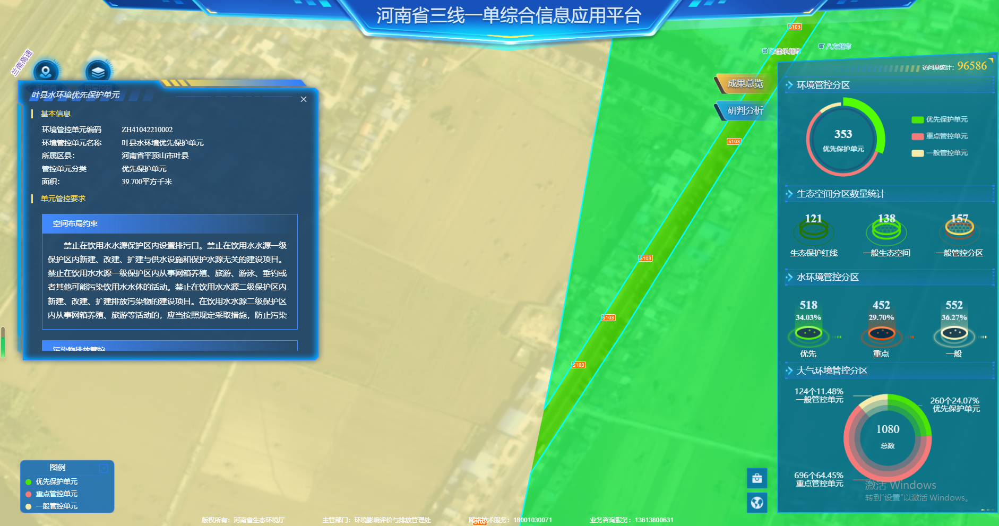 河南省三线一单综合信息应用平台
兰南高速
S103
家佳乐超市
八方超市
访问量统计：96586
叶县水环境优先保护单元
基本信息
环境管控单元编码 ZH41042210002
环境管控单元名称 叶县水环境优先保护单元
所属区县： 河南省平顶山市叶县
管控单元分类 优先保护单元
面积： 39.700平方千米
单元管控要求
空间布局约束
禁止在饮用水水源保护区内设置排污口。禁止在饮用水水源一级
保护区内新建、改建、扩建与供水设施和保护水源无关的建设项目。
禁止在饮用水水源一级保护区内从事网箱养殖、旅游、游泳、垂钓或
者其他可能污染饮用水水体的活动。禁止在饮用水水源二级保护区内
新建、改建、扩建排放污染物的建设项目。在饮用水水源二级保护区
内从事网箱养殖、旅游等活动的，应当按照规定采取措施，防止污染
污染物排放管控
成果总览
研判分析
S103
S103
S103
S103
S103
环境管控分区
353
优先保护单元
优先保护单元
重点管控单元
一般管控单元
生态空间分区数量统计
121 138 157
生态保护红线 一般生态空间 一般管控分区
水环境管控分区
518 452 552
34.03% 29.70% 36.27%
优先 重点 一般
大气环境管控分区
124个11.48%
一般管控单元
260个24.07%
优先保护单元
1080
总数
696个64.45%
重点管控单元
激活 Windows
转到"设置"以激活 Windows。
图例
优先保护单元
重点管控单元
一般管控单元
版权所有：河南省生态环境厅 主管部门：环境影响评价与排放管理处 网络技术服务：18001030071 业务咨询服务：13613800631